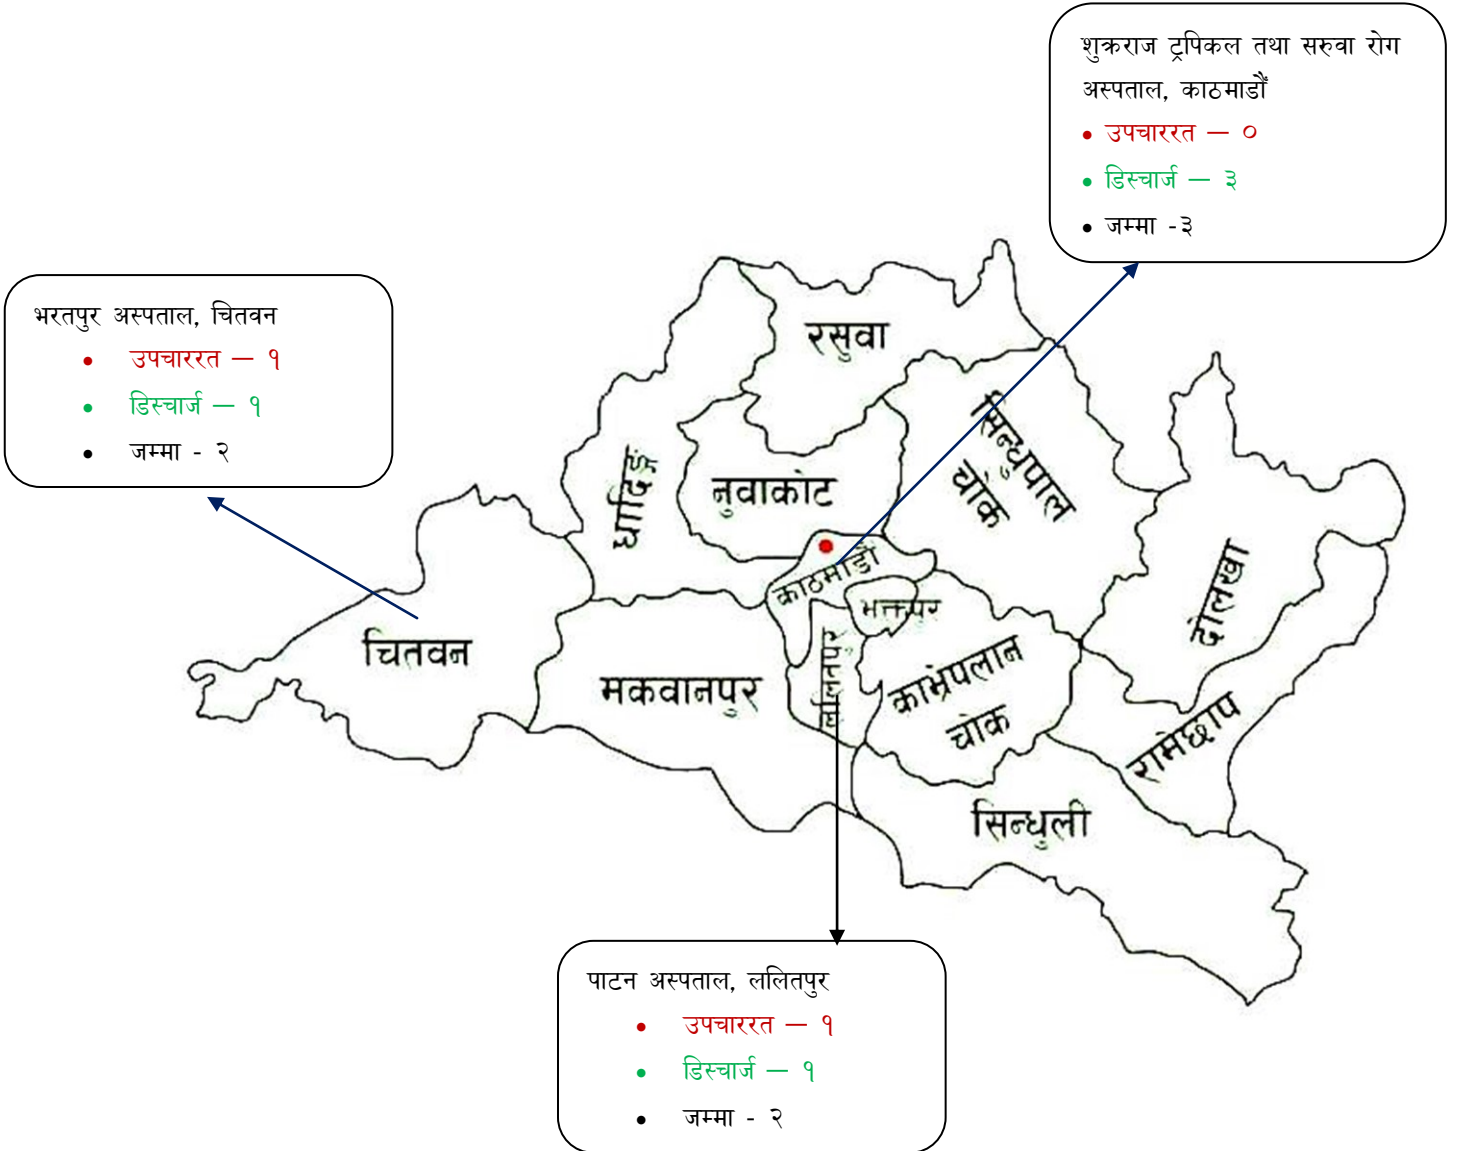 शुक्रराज ट्रपिकल तथा सरुवा रोग
अस्पताल, काठमाडौँ
• उपचाररत — ०
• डिस्चार्ज — ३
• जम्मा -३
भरतपुर अस्पताल, चितवन
• उपचाररत — १
• डिस्चार्ज — १
• जम्मा - २
रसुवा
सिन्धुपाल
चोक
धादिङ्ग
नुवाकोट
काठमाडौं
भक्तपुर
दोलखा
चितवन
मकवानपुर
ललितपुर
काभ्रेपलान
चोक
रामेछाप
सिन्धुली
पाटन अस्पताल, ललितपुर
• उपचाररत — १
• डिस्चार्ज — १
• जम्मा - २